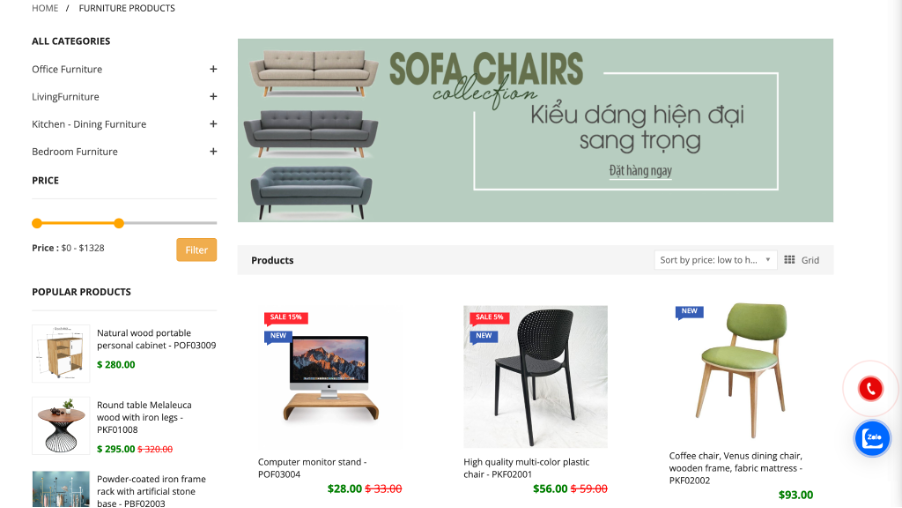 HOME / FURNITURE PRODUCTS
ALL CATEGORIES
Office Furniture +
LivingFurniture +
Kitchen - Dining Furniture +
Bedroom Furniture +
PRICE
Price : $0 - $1328
Filter
POPULAR PRODUCTS
Natural wood portable
personal cabinet - POF03009
$ 280.00
Round table Melaleuca
wood with iron legs -
PKF01008
$ 295.00 $ 320.00
Powder-coated iron frame
rack with artificial stone
base - PBF02003
SOFA CHAIRS
collection
Kiểu dáng hiện đại
sang trọng
Đặt hàng ngay
Products
Sort by price: low to h...
Grid
SALE 15%
NEW
Computer monitor stand -
POF03004
$28.00 $ 33.00
SALE 5%
NEW
High quality multi-color plastic
chair - PKF02001
$56.00 $ 59.00
NEW
Coffee chair, Venus dining chair,
wooden frame, fabric mattress -
PKF02002
$93.00
Zalo